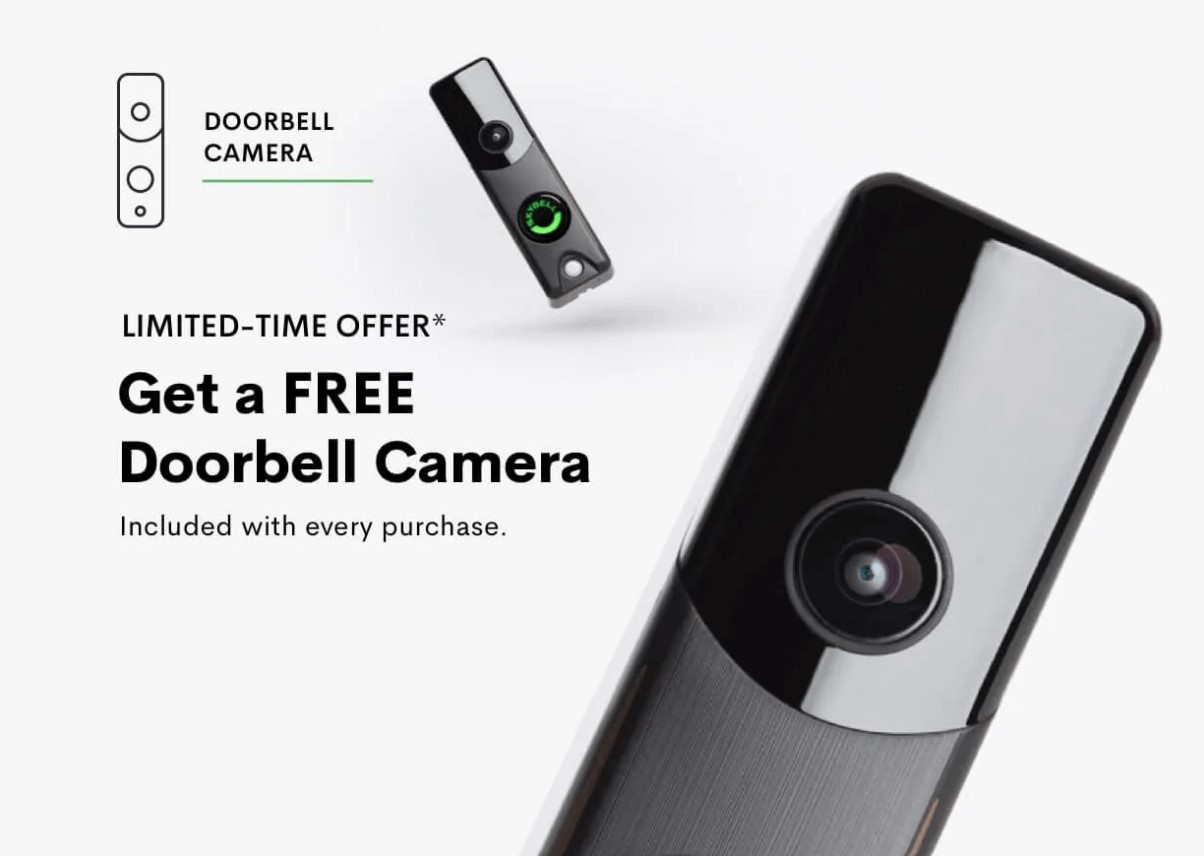 DOORBELL
CAMERA
SKYBELL
LIMITED-TIME OFFER*
Get a FREE
Doorbell Camera
Included with every purchase.